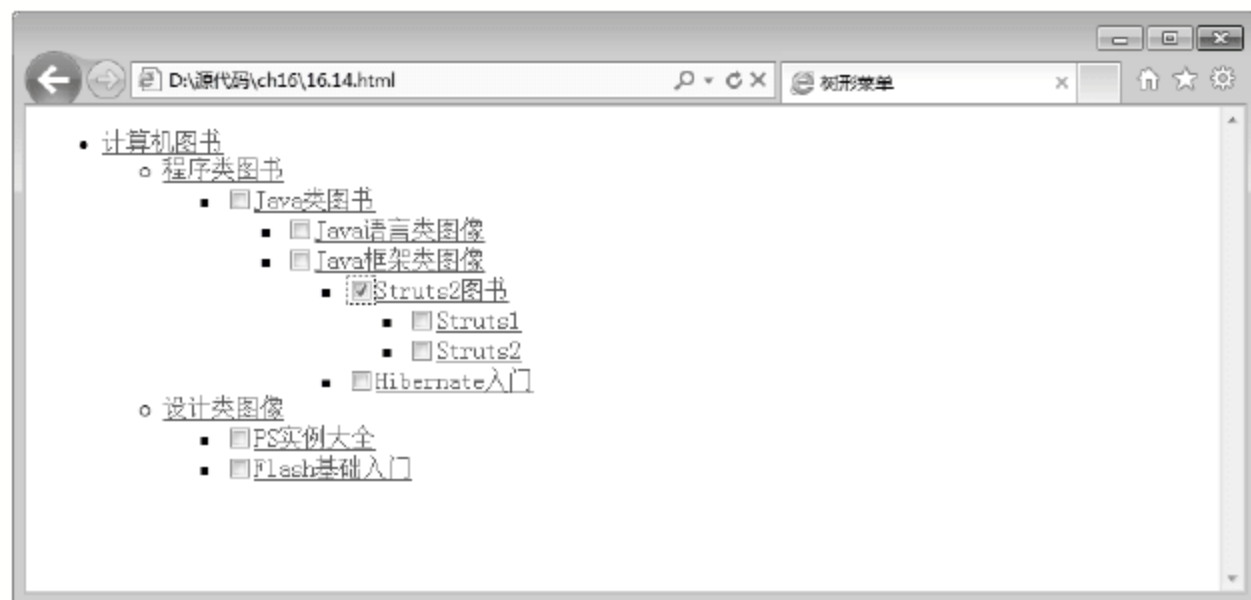 D:\源代码\ch16\16.14.html
树形菜单
计算机图书
程序类图书
Java类图书
Java语言类图像
Java框架类图像
Struts2图书
Struts1
Struts2
Hibernate入门
设计类图像
PS实例大全
Flash基础入门